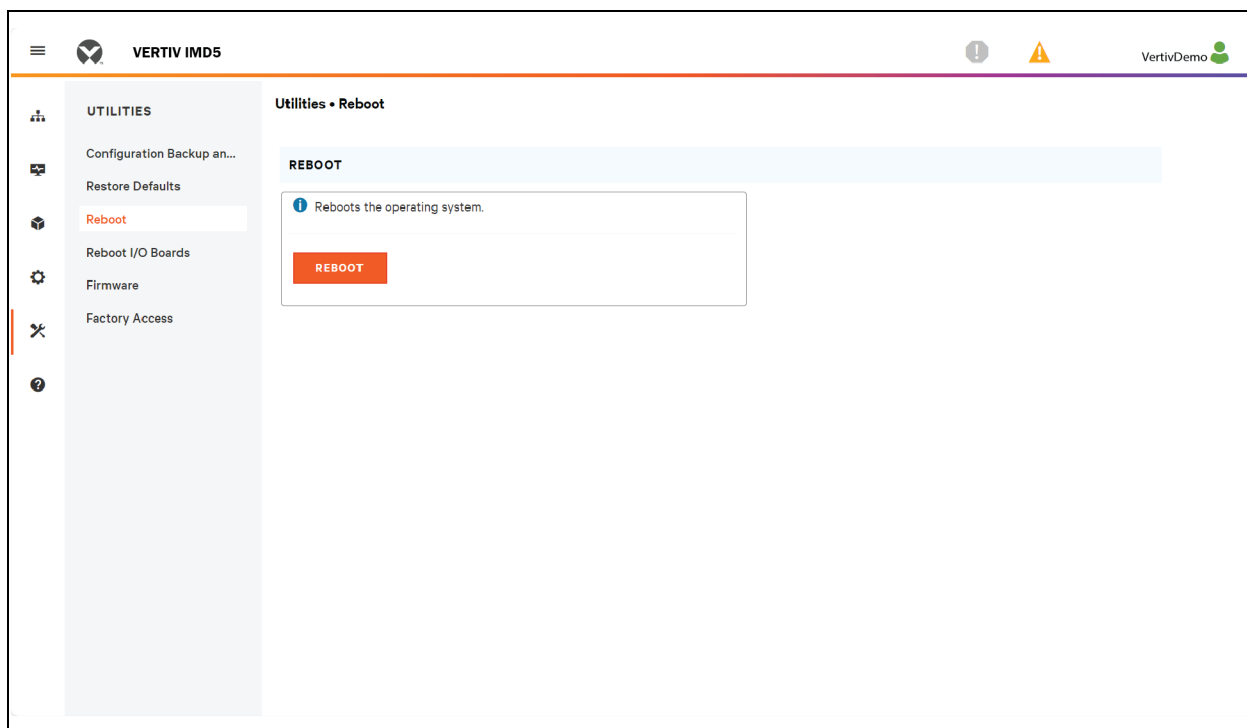 VERTIV IMD5
VertivDemo
UTILITIES
Configuration Backup an...
Restore Defaults
Reboot
Reboot I/O Boards
Firmware
Factory Access
Utilities • Reboot
REBOOT
Reboots the operating system.
REBOOT